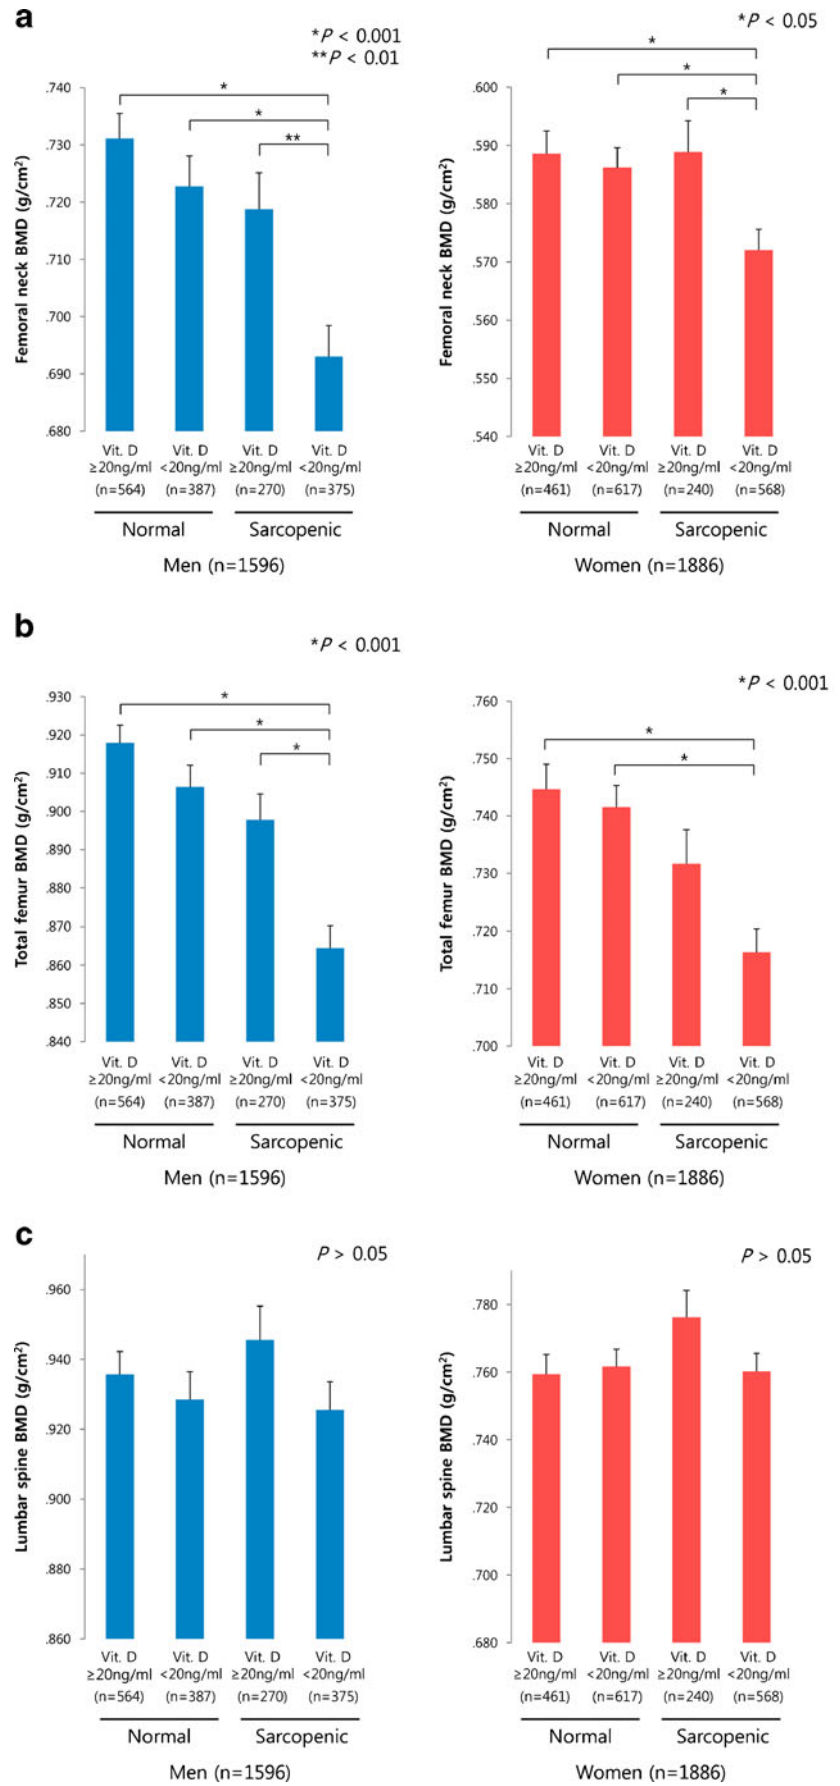 a
*P < 0.001
**P < 0.01
Femoral neck BMD (g/cm²)
.740
.730
.720
.710
.700
.690
.680
*
*
**
Vit. D Vit. D Vit. D Vit. D
≥20ng/ml <20ng/ml ≥20ng/ml <20ng/ml
(n=564) (n=387) (n=270) (n=375)
Normal Sarcopenic
Men (n=1596)
*P < 0.05
Femoral neck BMD (g/cm²)
.600
.590
.580
.570
.560
.550
.540
*
*
*
Vit. D Vit. D Vit. D Vit. D
≥20ng/ml <20ng/ml ≥20ng/ml <20ng/ml
(n=461) (n=617) (n=240) (n=568)
Normal Sarcopenic
Women (n=1886)
b
*P < 0.001
Total femur BMD (g/cm²)
.930
.920
.910
.900
.890
.880
.870
.860
.850
.840
*
*
*
Vit. D Vit. D Vit. D Vit. D
≥20ng/ml <20ng/ml ≥20ng/ml <20ng/ml
(n=564) (n=387) (n=270) (n=375)
Normal Sarcopenic
Men (n=1596)
*P < 0.001
Total femur BMD (g/cm²)
.760
.750
.740
.730
.720
.710
.700
*
*
Vit. D Vit. D Vit. D Vit. D
≥20ng/ml <20ng/ml ≥20ng/ml <20ng/ml
(n=461) (n=617) (n=240) (n=568)
Normal Sarcopenic
Women (n=1886)
c
P > 0.05
Lumbar spine BMD (g/cm²)
.960
.940
.920
.900
.880
.860
Vit. D Vit. D Vit. D Vit. D
≥20ng/ml <20ng/ml ≥20ng/ml <20ng/ml
(n=564) (n=387) (n=270) (n=375)
Normal Sarcopenic
Men (n=1596)
P > 0.05
Lumbar spine BMD (g/cm²)
.780
.760
.740
.720
.700
.680
Vit. D Vit. D Vit. D Vit. D
≥20ng/ml <20ng/ml ≥20ng/ml <20ng/ml
(n=461) (n=617) (n=240) (n=568)
Normal Sarcopenic
Women (n=1886)